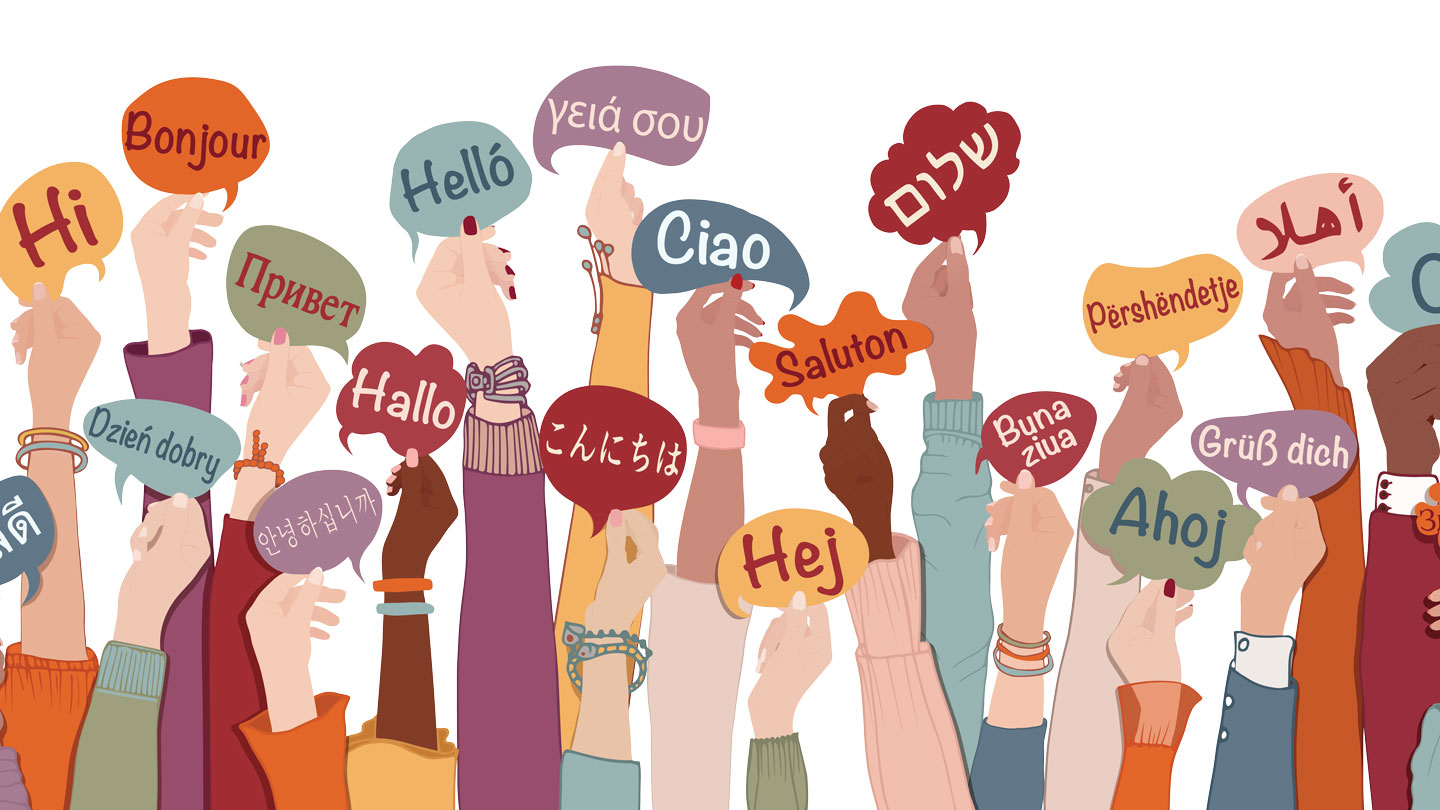 Hi
Bonjour
Привет
Helló
γειά σου
Ciao
שלום
Saluton
Përshëndetje
أهلا
Hallo
Dzień dobry
안녕하십니까
こんにちは
Hej
Buna
ziua
Ahoj
Grüß dich